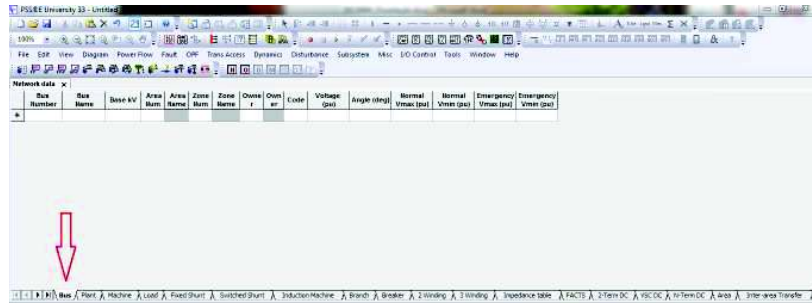 PSS®E University 33 - Untitled
100%
File Edit View Diagram Power Flow Fault OPF Trans Access Dynamics Disturbance Subsystem Misc I/O Control Tools Window Help
Network data x
Bus Number Bus Name Base kV Area Num Area Name Zone Num Zone Name Owner Owner Code Voltage (pu) Angle (deg) Normal Vmax (pu) Normal Vmin (pu) Emergency Vmax (pu) Emergency Vmin (pu)
*
Bus Plant Machine Load Fixed Shunt Switched Shunt Induction Machine Branch Breaker 2 Winding 3 Winding Impedance table FACTS 2-Term DC VSC DC N-Term DC Area Inter-area Transfer